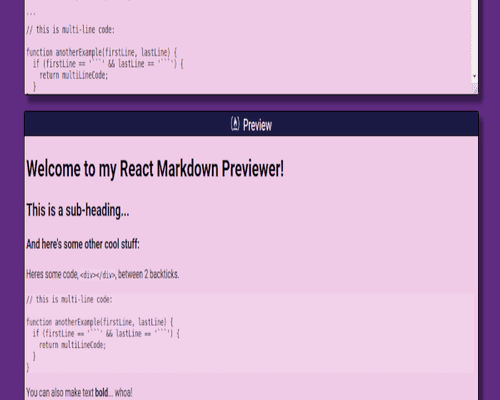 ```
// this is multi-line code:
function anotherExample(firstLine, lastLine) {
  if (firstLine == '```' && lastLine == '```') {
    return multiLineCode;
  }
Preview
Welcome to my React Markdown Previewer!
This is a sub-heading...
And here's some other cool stuff:
Heres some code, <div></div>, between 2 backticks.
// this is multi-line code:
function anotherExample(firstLine, lastLine) {
  if (firstLine == '```' && lastLine == '```') {
    return multiLineCode;
  }
}
You can also make text bold... whoa!